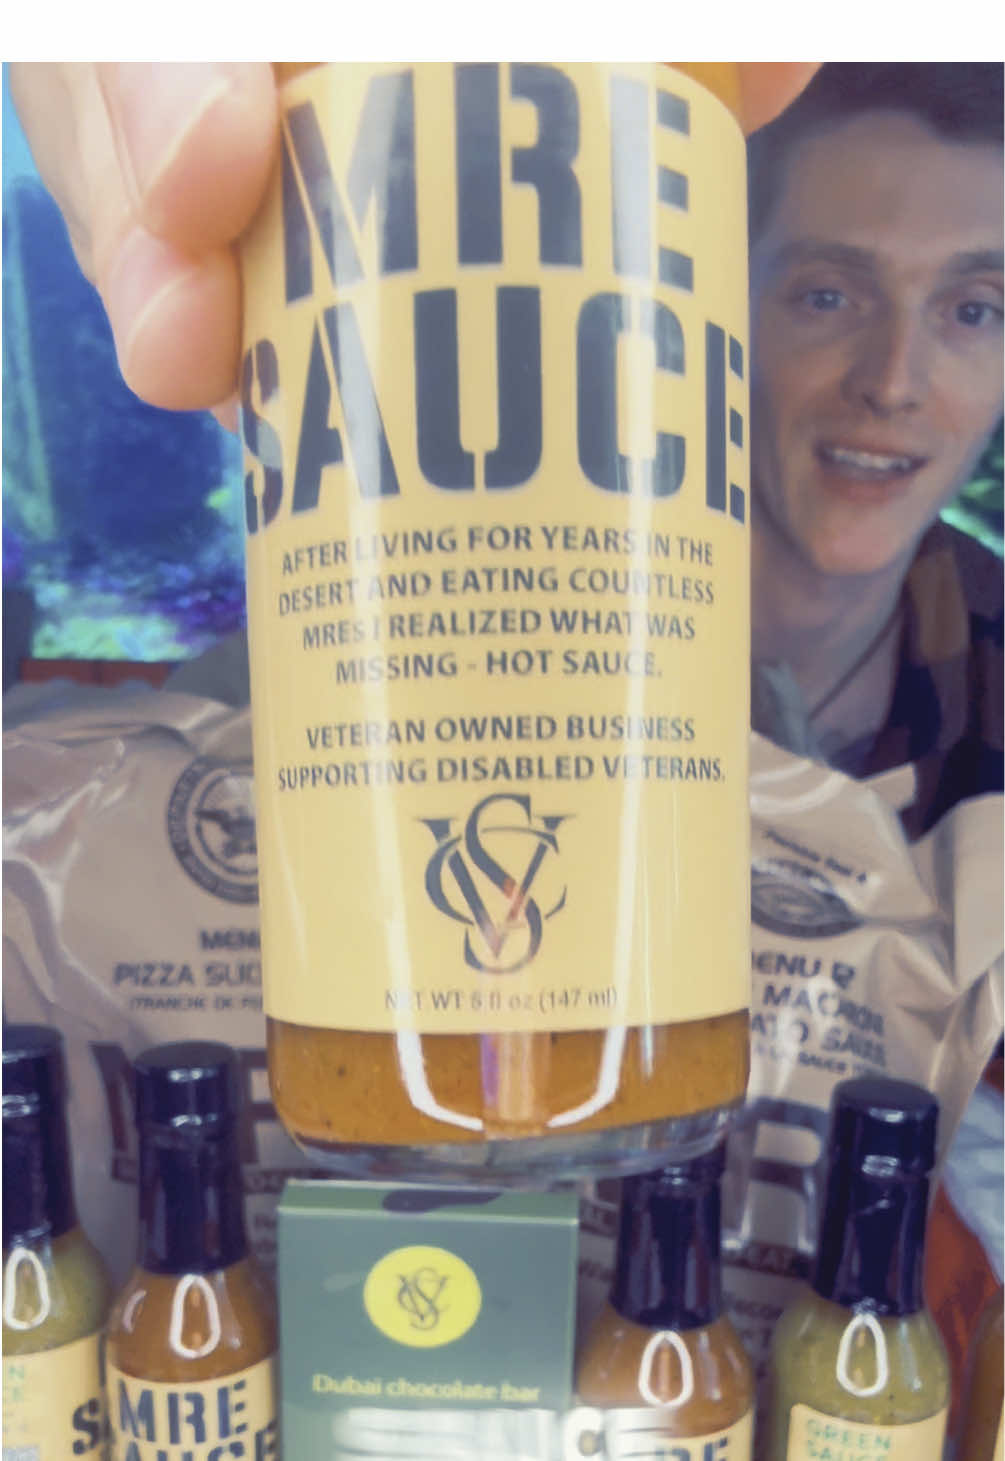 MRE
SAUCE
AFTER LIVING FOR YEARS IN THE
DESERT AND EATING COUNTLESS
MRES I REALIZED WHAT WAS
MISSING - HOT SAUCE.
VETERAN OWNED BUSINESS
SUPPORTING DISABLED VETERANS.
NET WT 5 fl oz (147 ml)
PIZZA SLIC
Dubai chocolate bar
MRE
GREEN
SAUCE